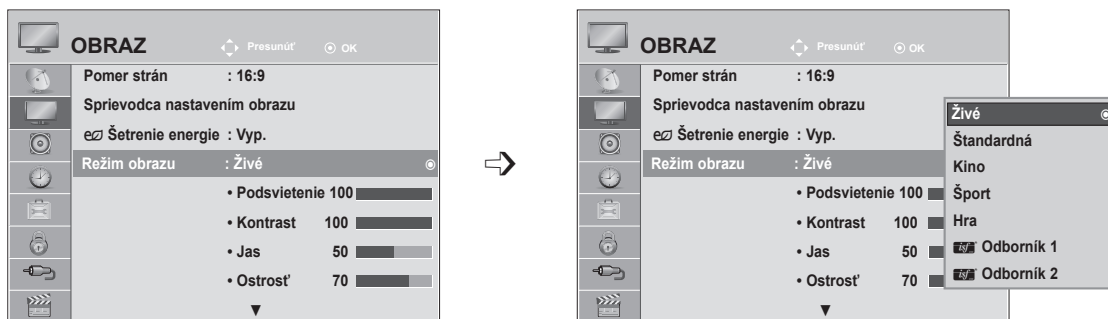 OBRAZ Presunúť OK
Pomer strán : 16:9
Sprievodca nastavením obrazu
Šetrenie energie : Vyp.
Režim obrazu : Živé
• Podsvietenie 100
• Kontrast 100
• Jas 50
• Ostrosť 70
OBRAZ Presunúť OK
Pomer strán : 16:9
Sprievodca nastavením obrazu
Šetrenie energie : Vyp.
Režim obrazu : Živé
• Podsvietenie 100
• Kontrast 100
• Jas 50
• Ostrosť 70
Živé
Štandardná
Kino
Šport
Hra
isf Odborník 1
isf Odborník 2